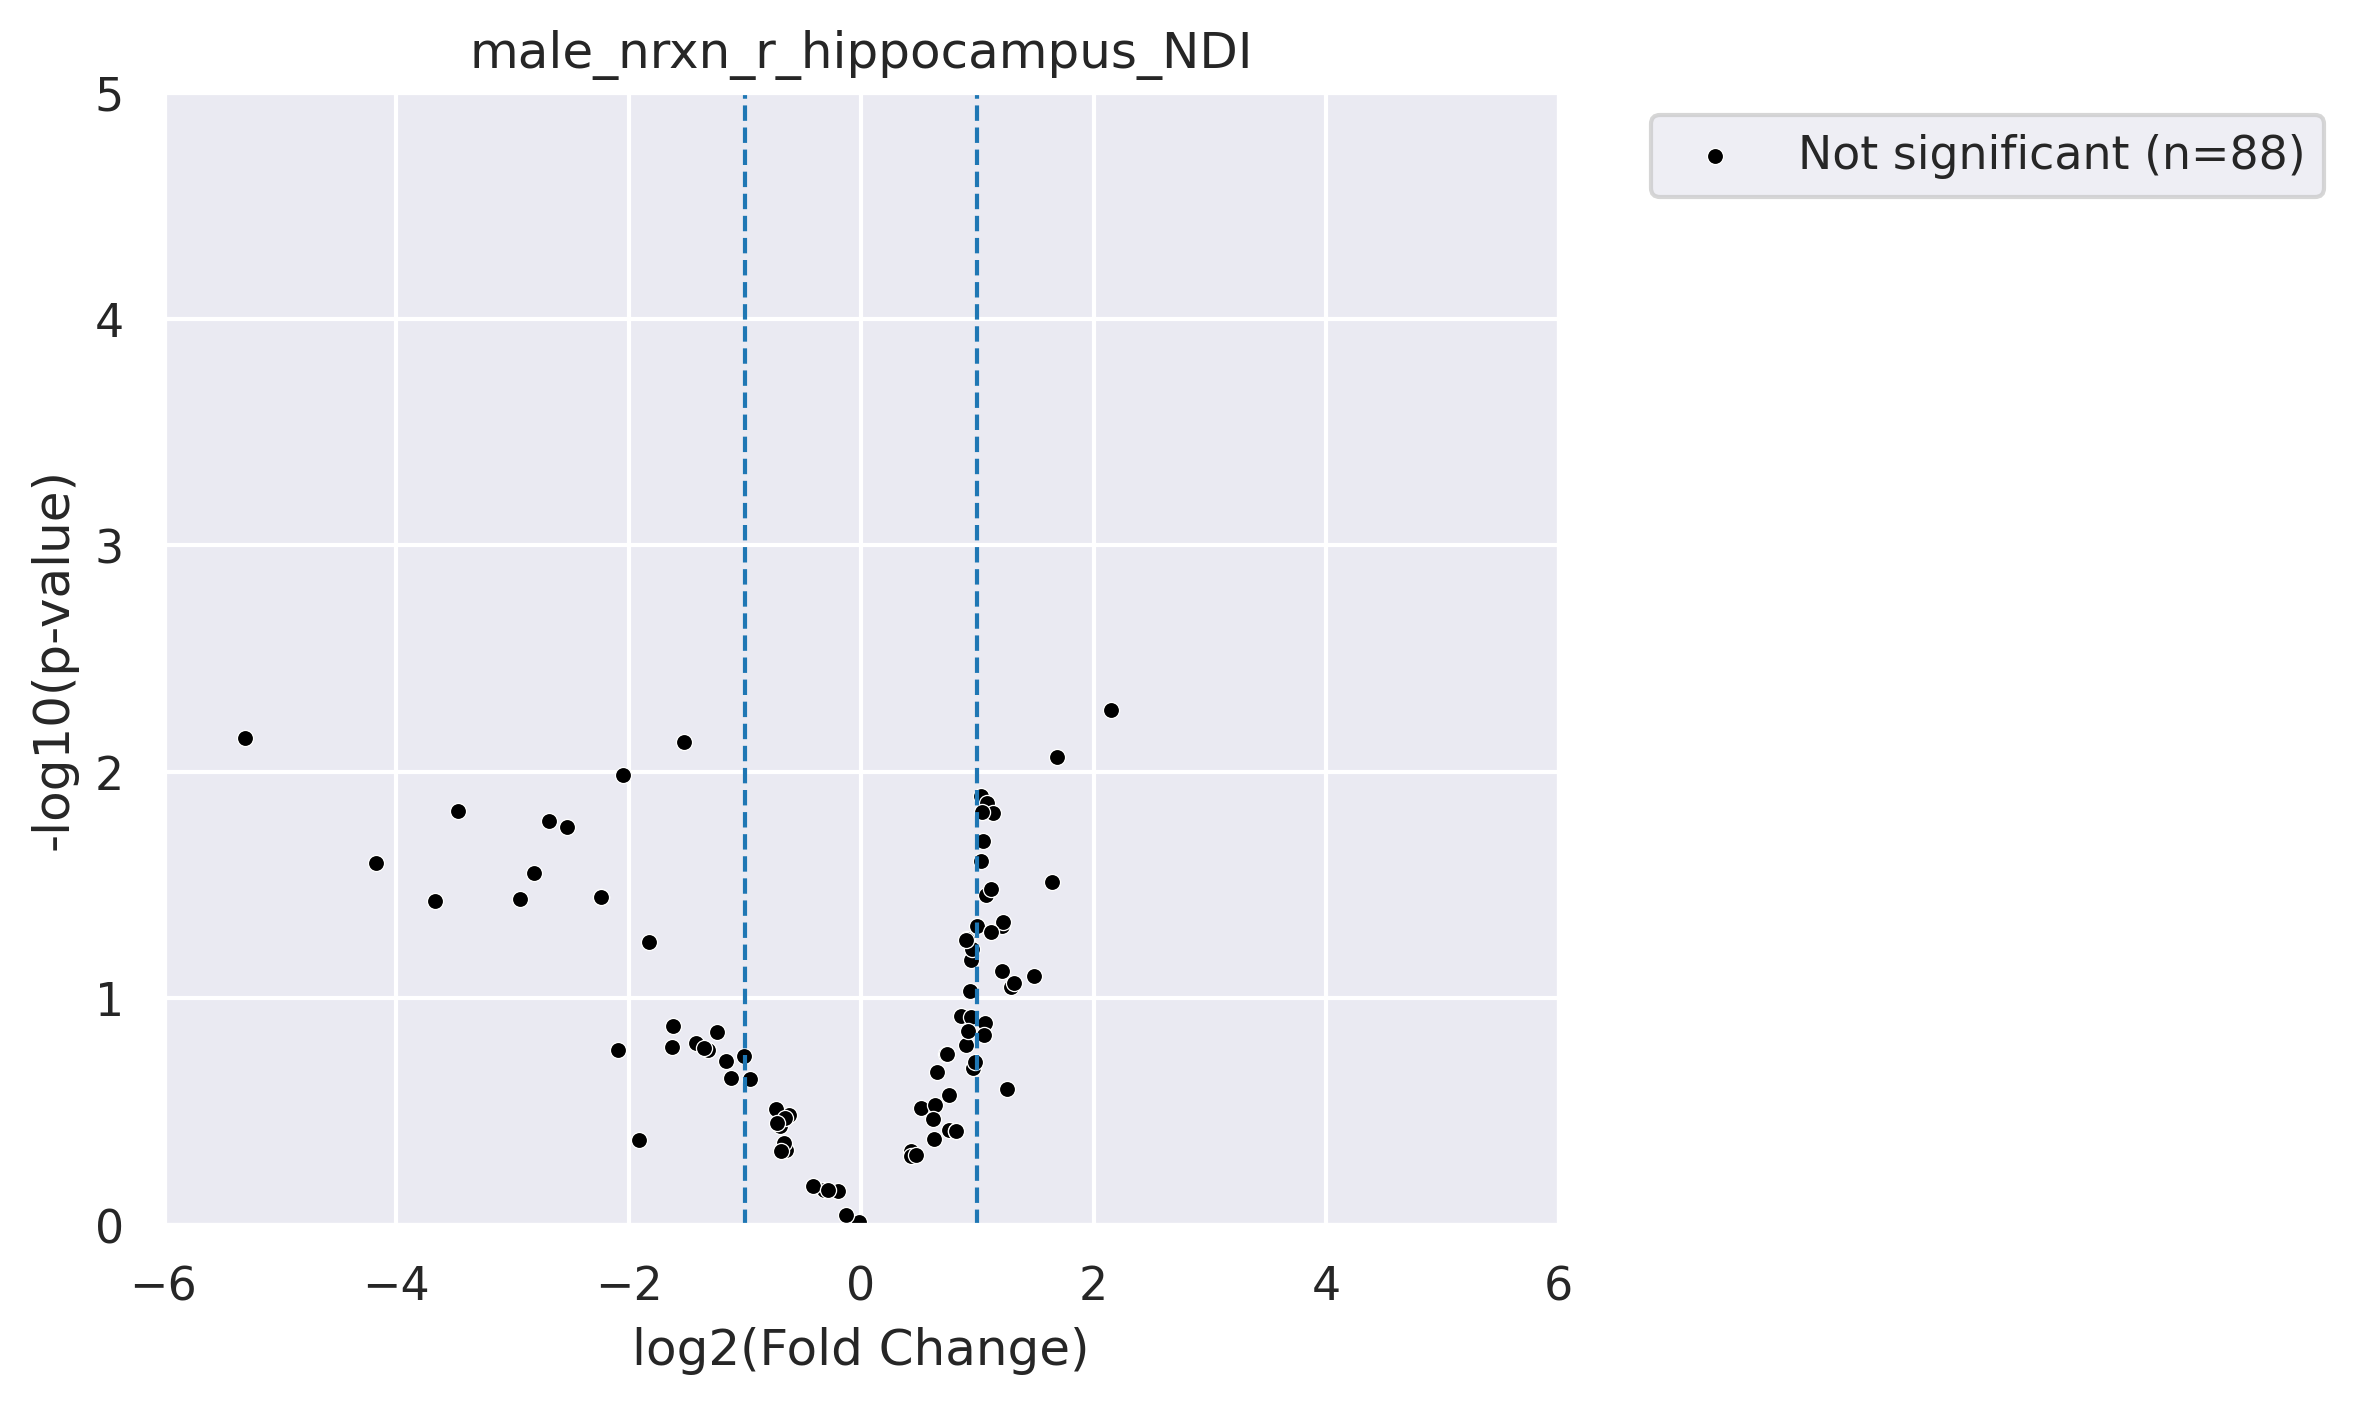 male_nrxn_r_hippocampus_NDI
Not significant (n=88)
-log10(p-value)
5
4
3
2
1
0
−6 −4 −2 0 2 4 6
log2(Fold Change)